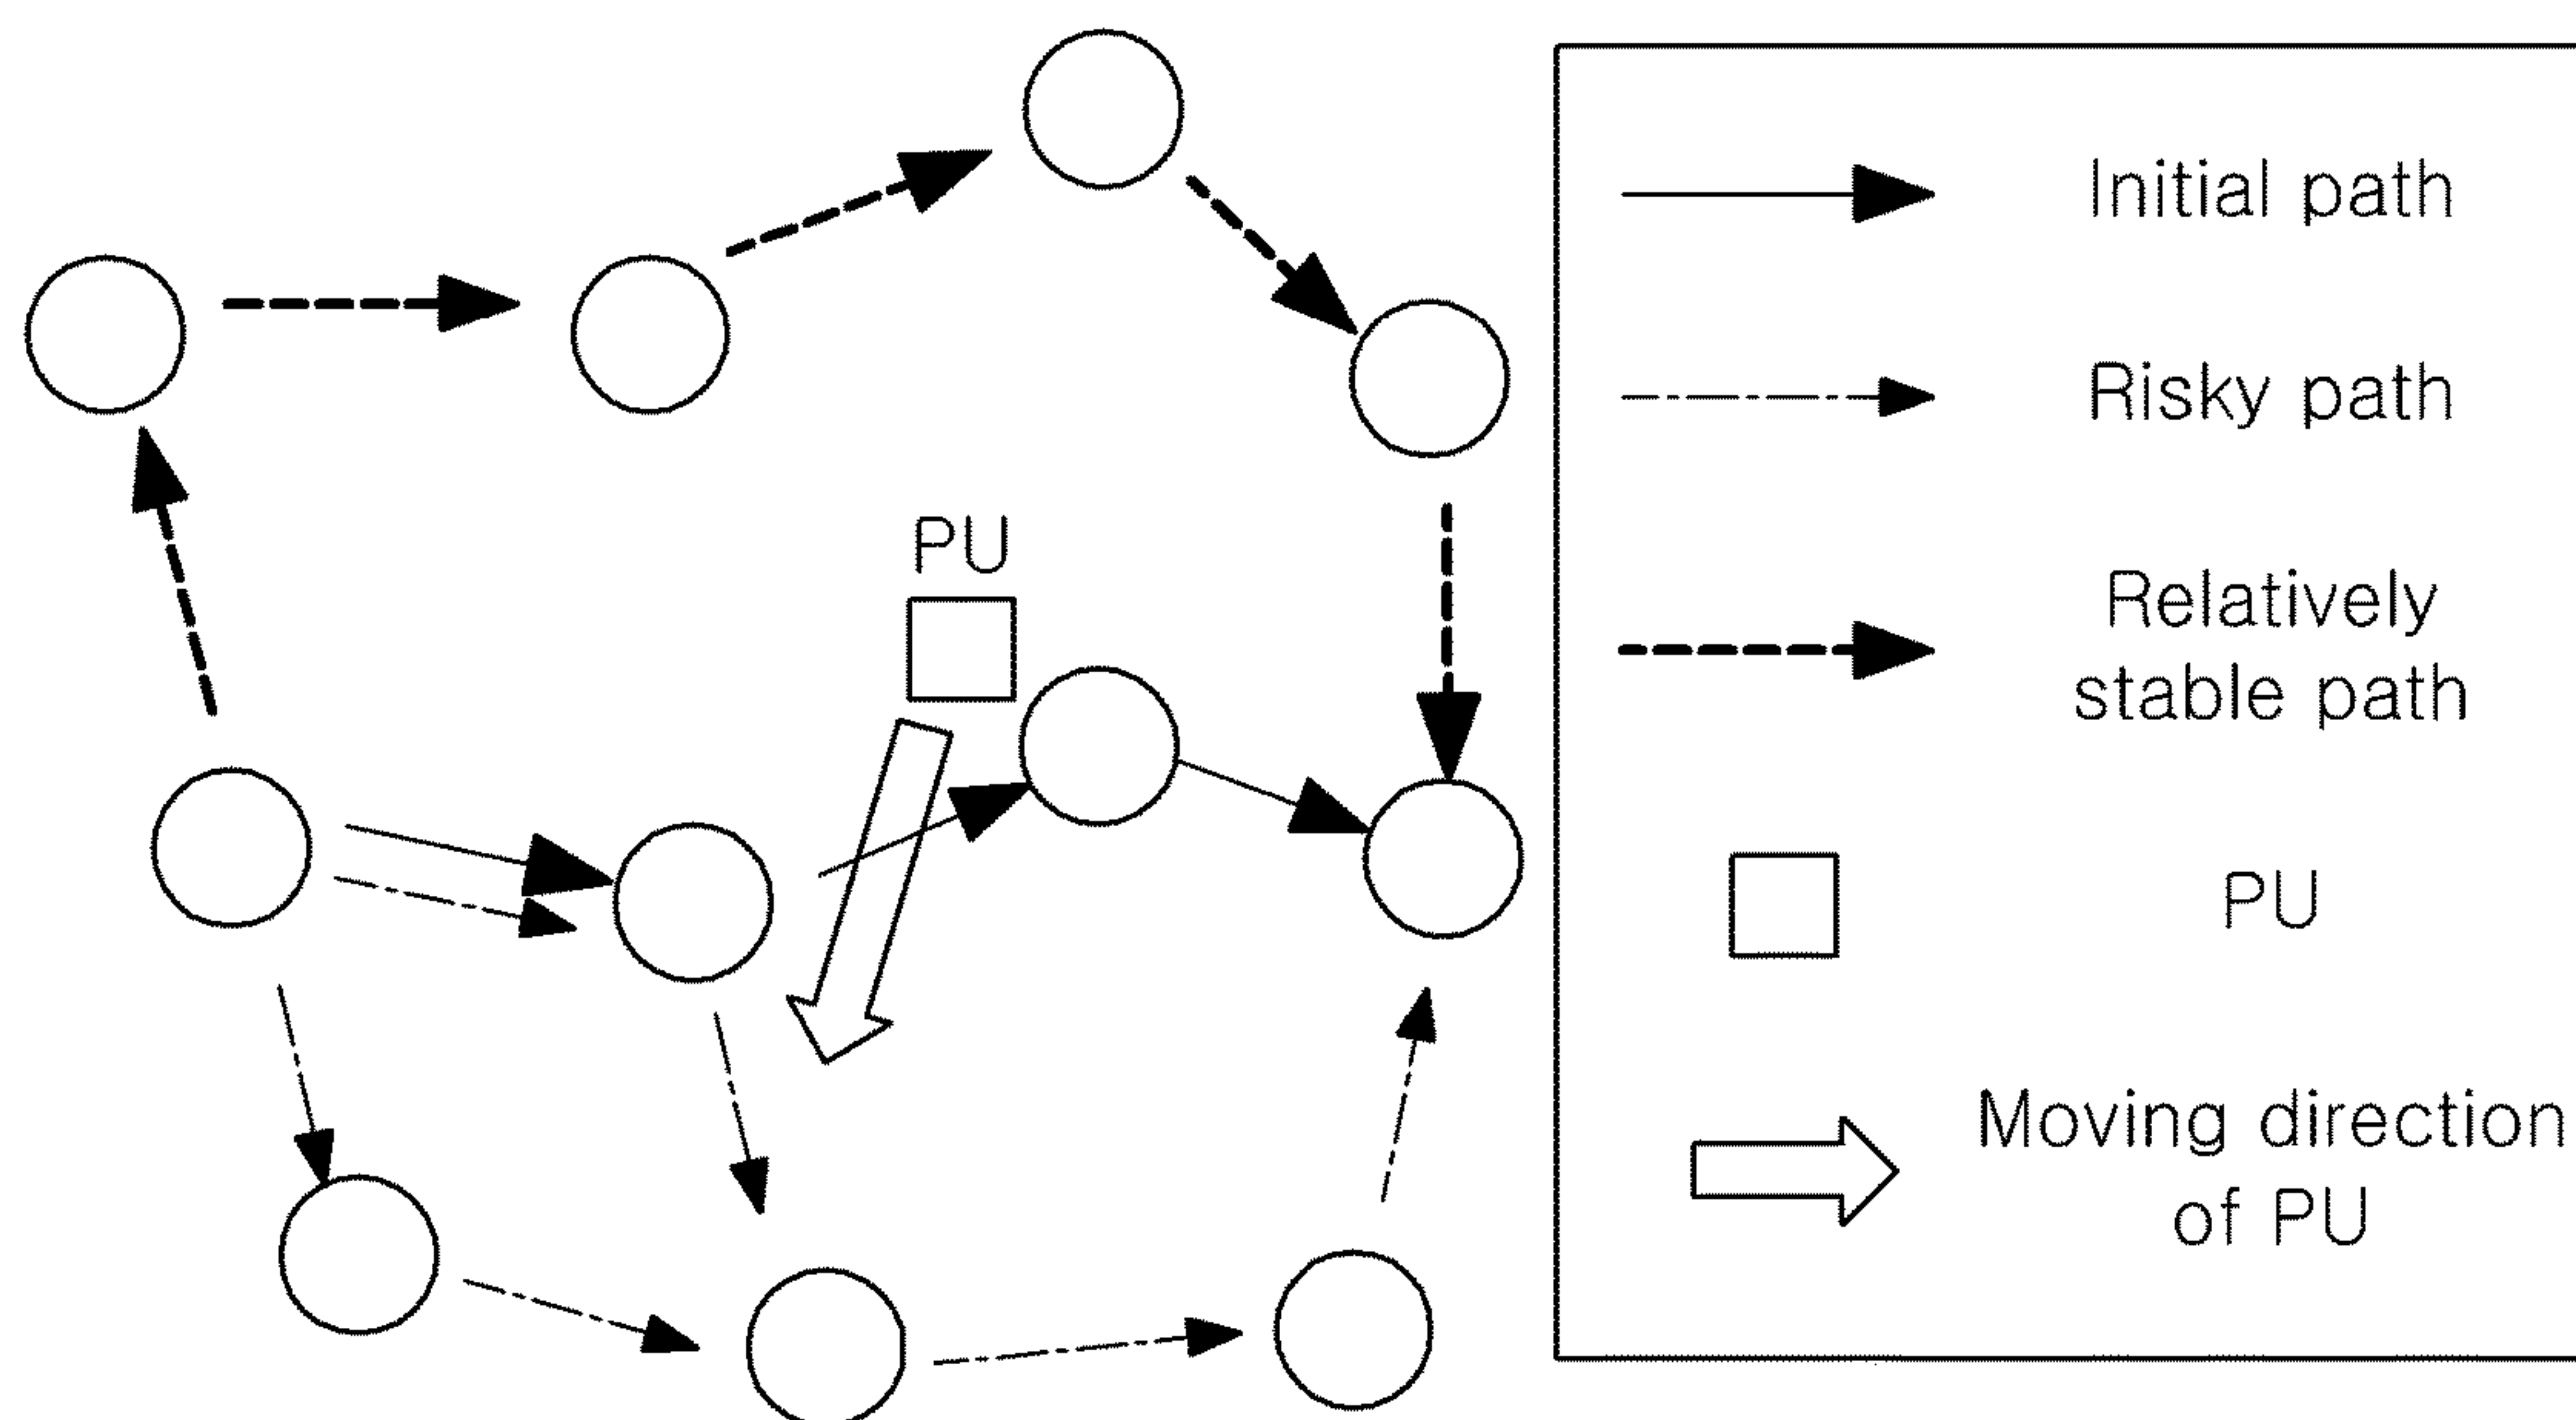 PU
Initial path
Risky path
Relatively
stable path
PU
Moving direction
of PU